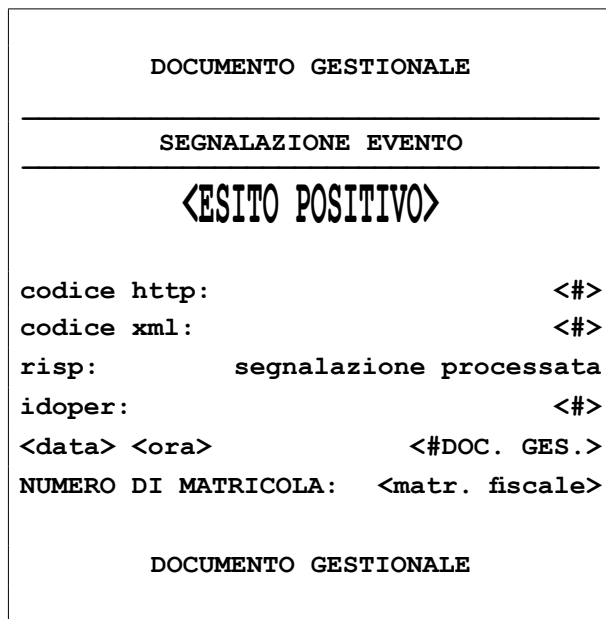 DOCUMENTO GESTIONALE
SEGNALAZIONE EVENTO
<ESITO POSITIVO>
codice http: <#>
codice xml: <#>
risp: segnalazione processata
idoper: <#>
<data> <ora> <#DOC. GES.>
NUMERO DI MATRICOLA: <matr. fiscale>
DOCUMENTO GESTIONALE